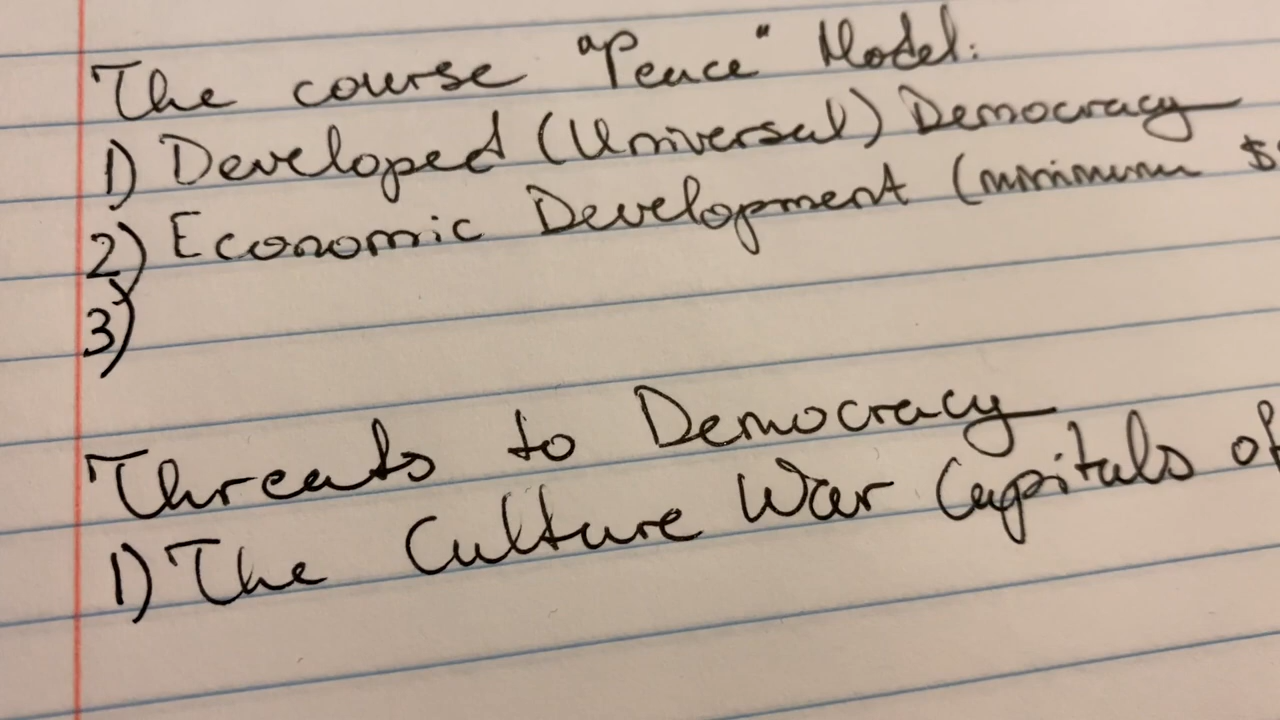 The course "Peace" Model:
1) Developed (Universal) Democracy
2) Economic Development (minimum $
3)
Threats to Democracy
1) The Culture War Capitals of